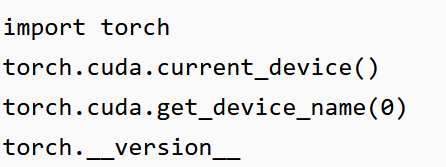 import torch
torch.cuda.current_device()
torch.cuda.get_device_name(0)
torch.__version__